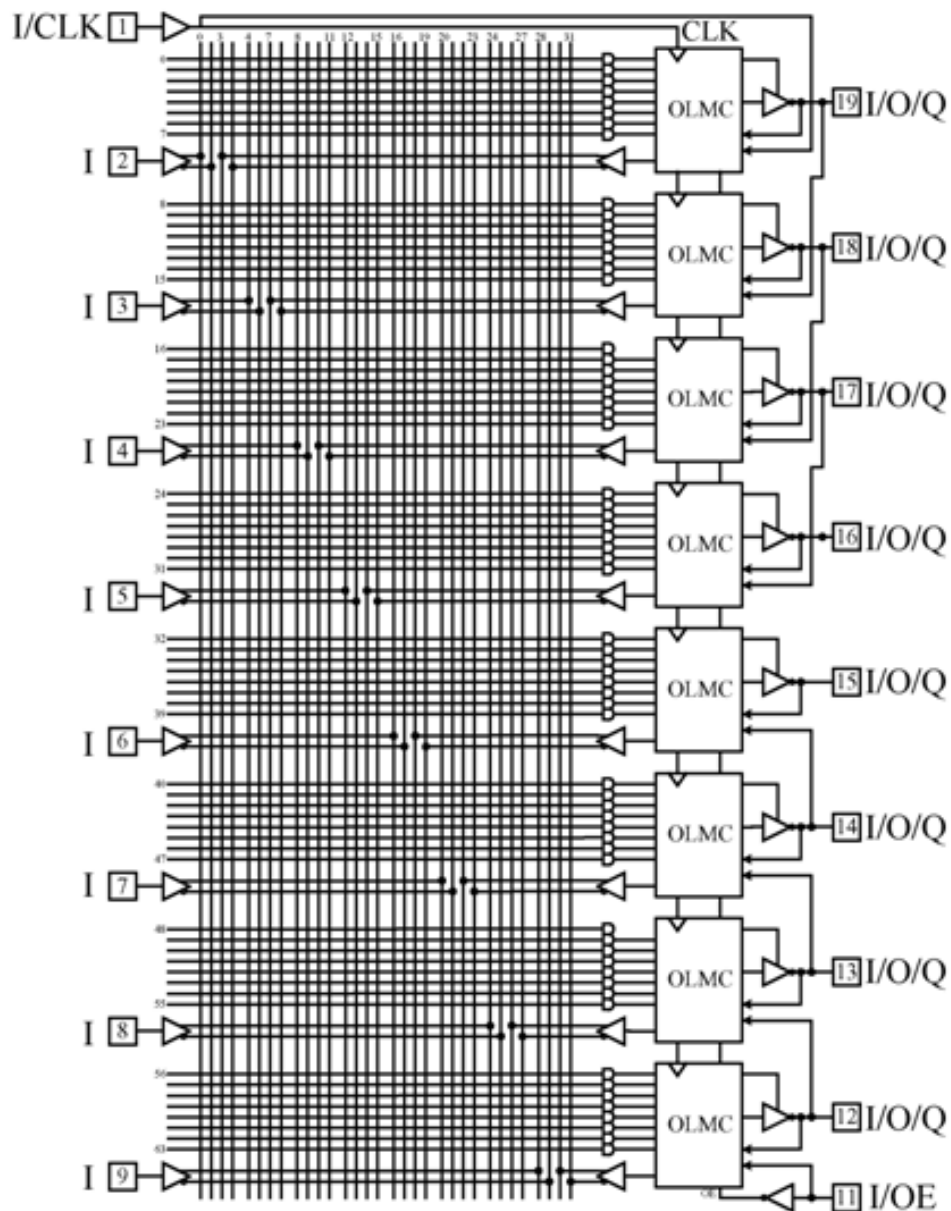 I/CLK 1
0 3 4 7 8 11 12 15 16 19 20 23 24 27 28 31
CLK
OLMC 19 I/O/Q
7
I 2
8
OLMC 18 I/O/Q
15
I 3
16
OLMC 17 I/O/Q
23
I 4
24
OLMC 16 I/O/Q
31
I 5
32
OLMC 15 I/O/Q
39
I 6
40
OLMC 14 I/O/Q
47
I 7
48
OLMC 13 I/O/Q
55
I 8
56
OLMC 12 I/O/Q
63
I 9
OE 11 I/OE